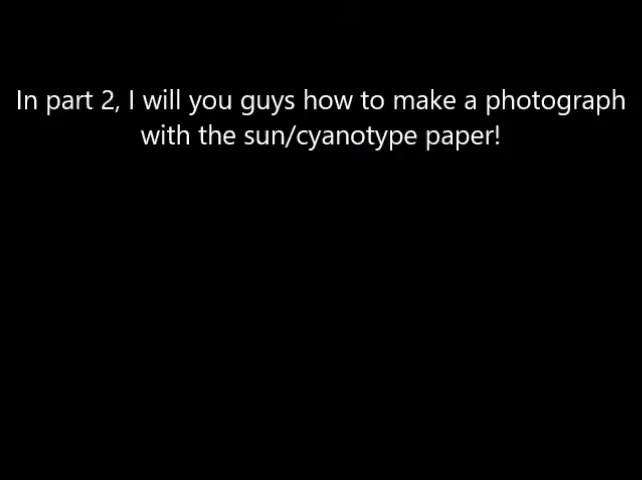 In part 2, I will you guys how to make a photograph
with the sun/cyanotype paper!